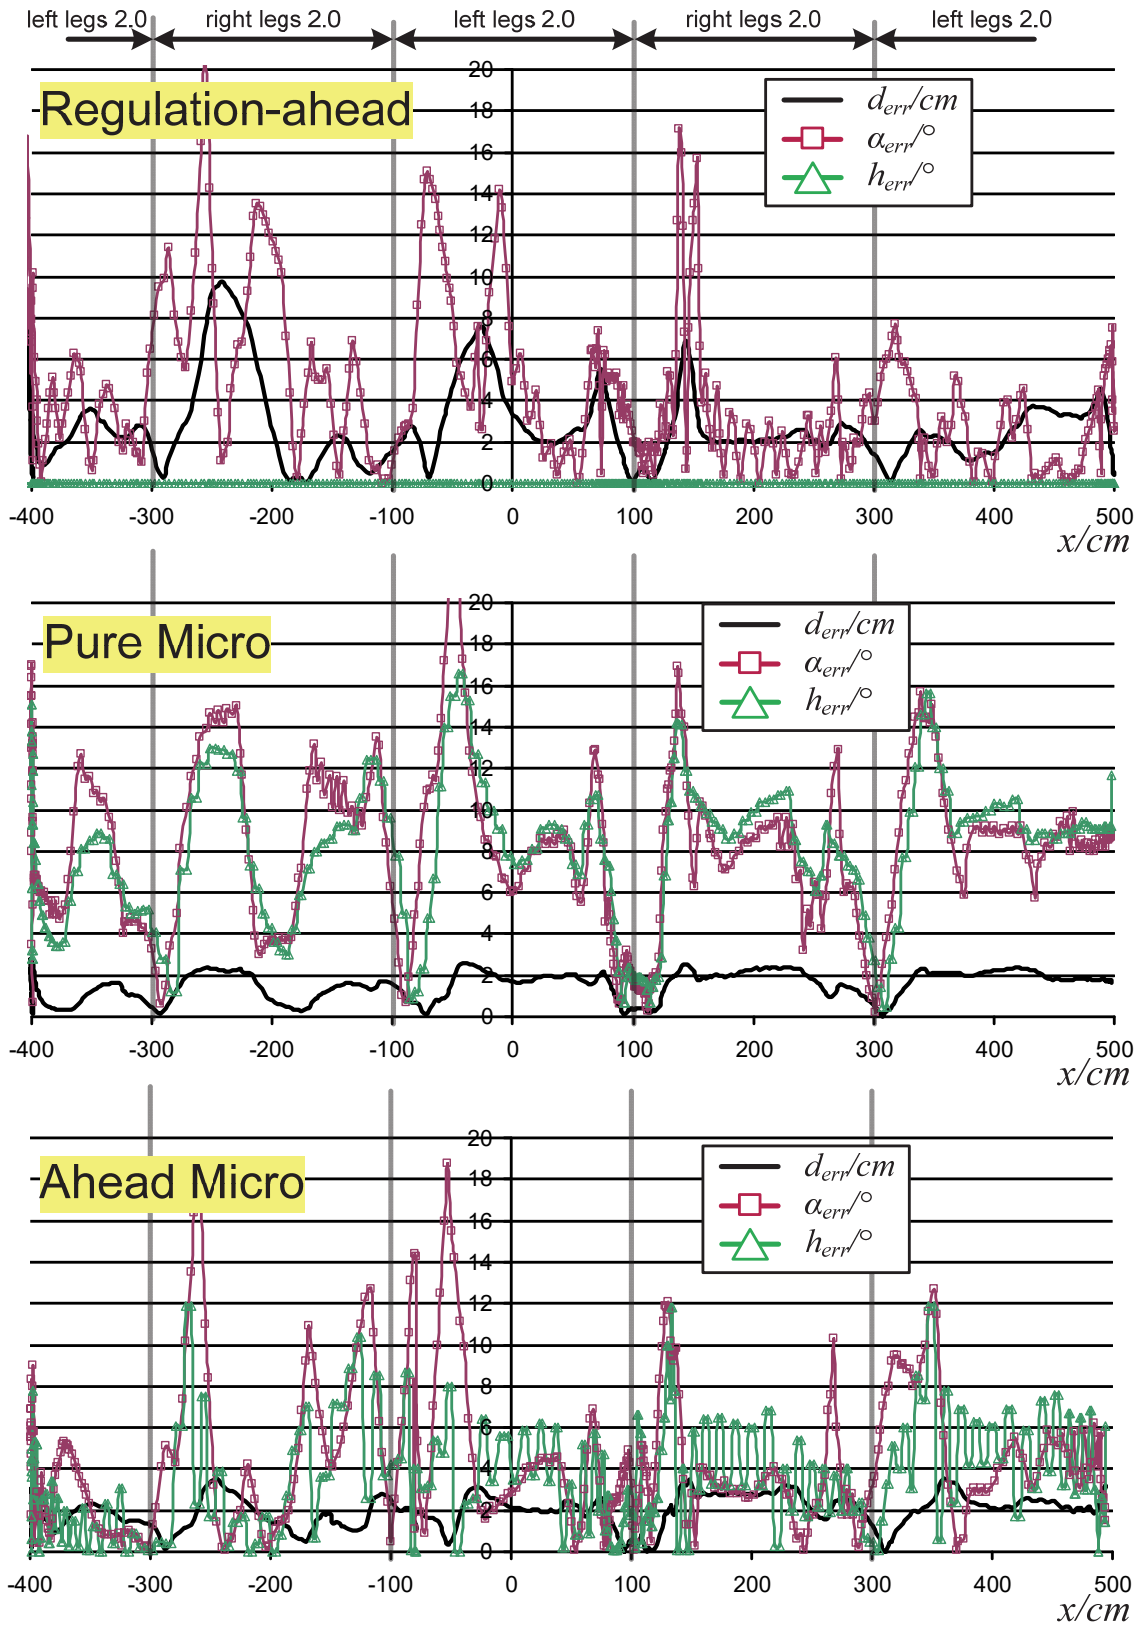 left legs 2.0 right legs 2.0 left legs 2.0 right legs 2.0 left legs 2.0
Regulation-ahead
d_err/cm
α_err/°
h_err/°
20
18
16
14
12
10
8
6
4
2
0
-400 -300 -200 -100 0 100 200 300 400 500
x/cm
Pure Micro
d_err/cm
α_err/°
h_err/°
20
18
16
14
12
10
8
6
4
2
0
-400 -300 -200 -100 0 100 200 300 400 500
x/cm
Ahead Micro
d_err/cm
α_err/°
h_err/°
20
18
16
14
12
10
8
6
4
2
0
-400 -300 -200 -100 0 100 200 300 400 500
x/cm